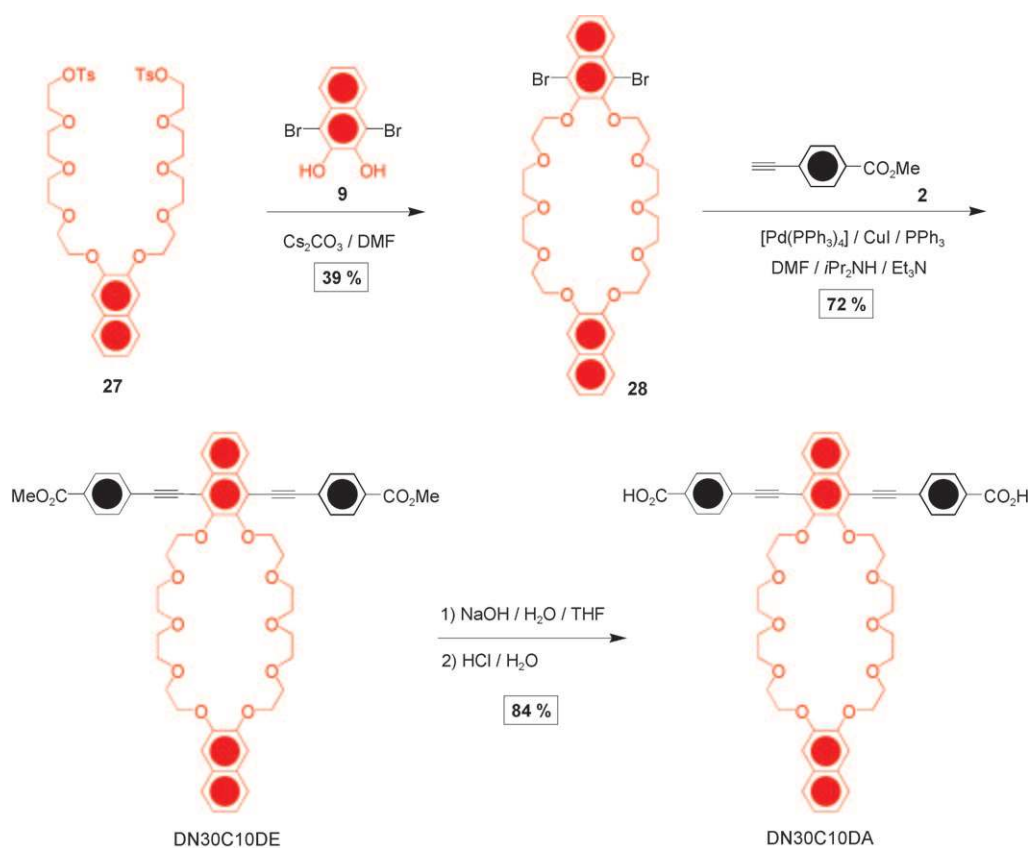 OTs TsO
O O
O O
O O
O O
27
Br Br
HO OH
9
Cs₂CO₃ / DMF
39 %
Br Br
O O
O O
O O
O O
O O
28
CO₂Me
2
[Pd(PPh₃)₄] / CuI / PPh₃
DMF / iPr₂NH / Et₃N
72 %
MeO₂C CO₂Me
O O
O O
O O
O O
O O
DN30C10DE
1) NaOH / H₂O / THF
2) HCl / H₂O
84 %
HO₂C CO₂H
O O
O O
O O
O O
O O
DN30C10DA